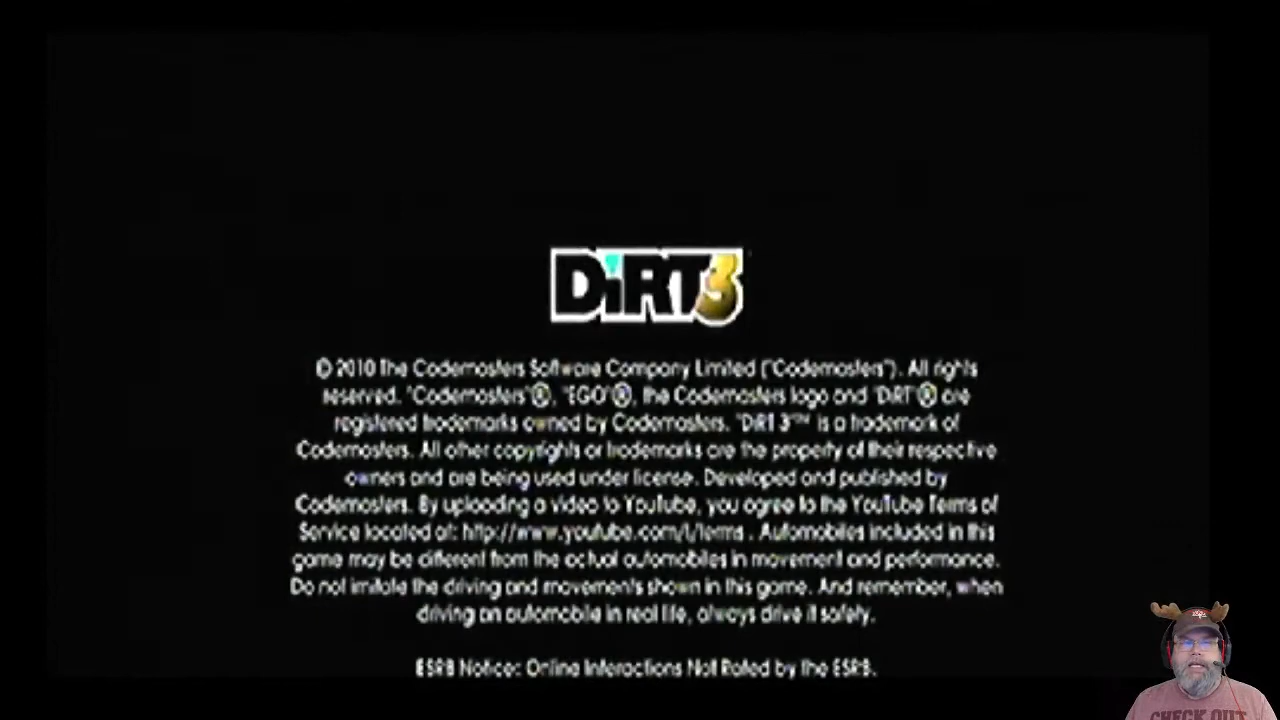 DiRT3
© 2010 The Codemasters Software Company Limited ("Codemasters"). All rights
reserved. "Codemasters"®, "EGO"®, the Codemasters logo and "DiRT"® are
registered trademarks owned by Codemasters. "DiRT 3"™ is a trademark of
Codemasters. All other copyrights or trademarks are the property of their respective
owners and are being used under license. Developed and published by
Codemasters. By uploading a video to YouTube, you agree to the YouTube Terms of
Service located at: http://www.youtube.com/t/terms . Automobiles included in this
game may be different from the actual automobiles in movement and performance.
Do not imitate the driving and movements shown in this game. And remember, when
driving an automobile in real life, always drive it safely.
ESRB Notice: Online Interactions Not Rated by the ESRB.
CHECK OUT